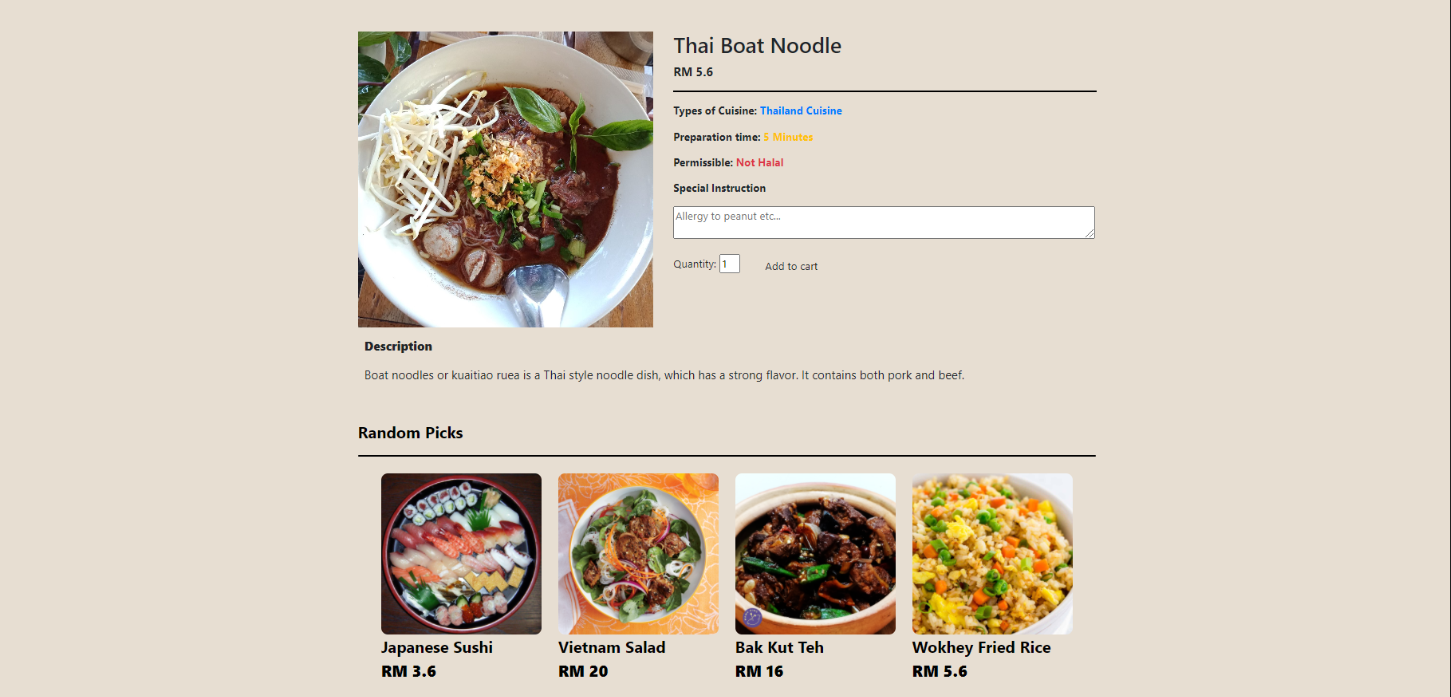 Thai Boat Noodle
RM 5.6
Types of Cuisine: Thailand Cuisine
Preparation time: 5 Minutes
Permissible: Not Halal
Special Instruction
Allergy to peanut etc...
Quantity: 1 Add to cart
Description
Boat noodles or kuaitiao ruea is a Thai style noodle dish, which has a strong flavor. It contains both pork and beef.
Random Picks
Japanese Sushi
RM 3.6
Vietnam Salad
RM 20
Bak Kut Teh
RM 16
Wokhey Fried Rice
RM 5.6